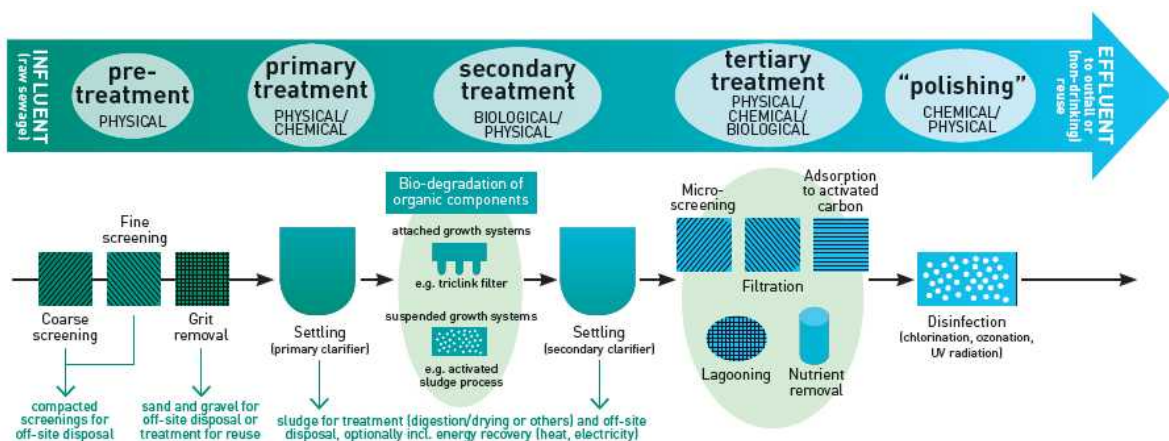 INFLUENT
(raw sewage)
pre-
treatment
PHYSICAL
primary
treatment
PHYSICAL/
CHEMICAL
secondary
treatment
BIOLOGICAL/
PHYSICAL
tertiary
treatment
PHYSICAL/
CHEMICAL/
BIOLOGICAL
“polishing”
CHEMICAL/
PHYSICAL
EFFLUENT
to outfall or
(non-drinking)
reuse
Fine
screening
Coarse
screening
Grit
removal
compacted
screenings for
off-site disposal
sand and gravel for
off-site disposal or
treatment for reuse
Settling
(primary clarifier)
Bio-degradation of
organic components
attached growth systems
e.g. triclink filter
suspended growth systems
e.g. activated
sludge process
Settling
(secondary clarifier)
sludge for treatment (digestion/drying or others) and off-site
disposal, optionally incl. energy recovery (heat, electricity)
Micro-
screening
Adsorption
to activated
carbon
Filtration
Lagooning
Nutrient
removal
Disinfection
(chlorination, ozonation,
UV radiation)